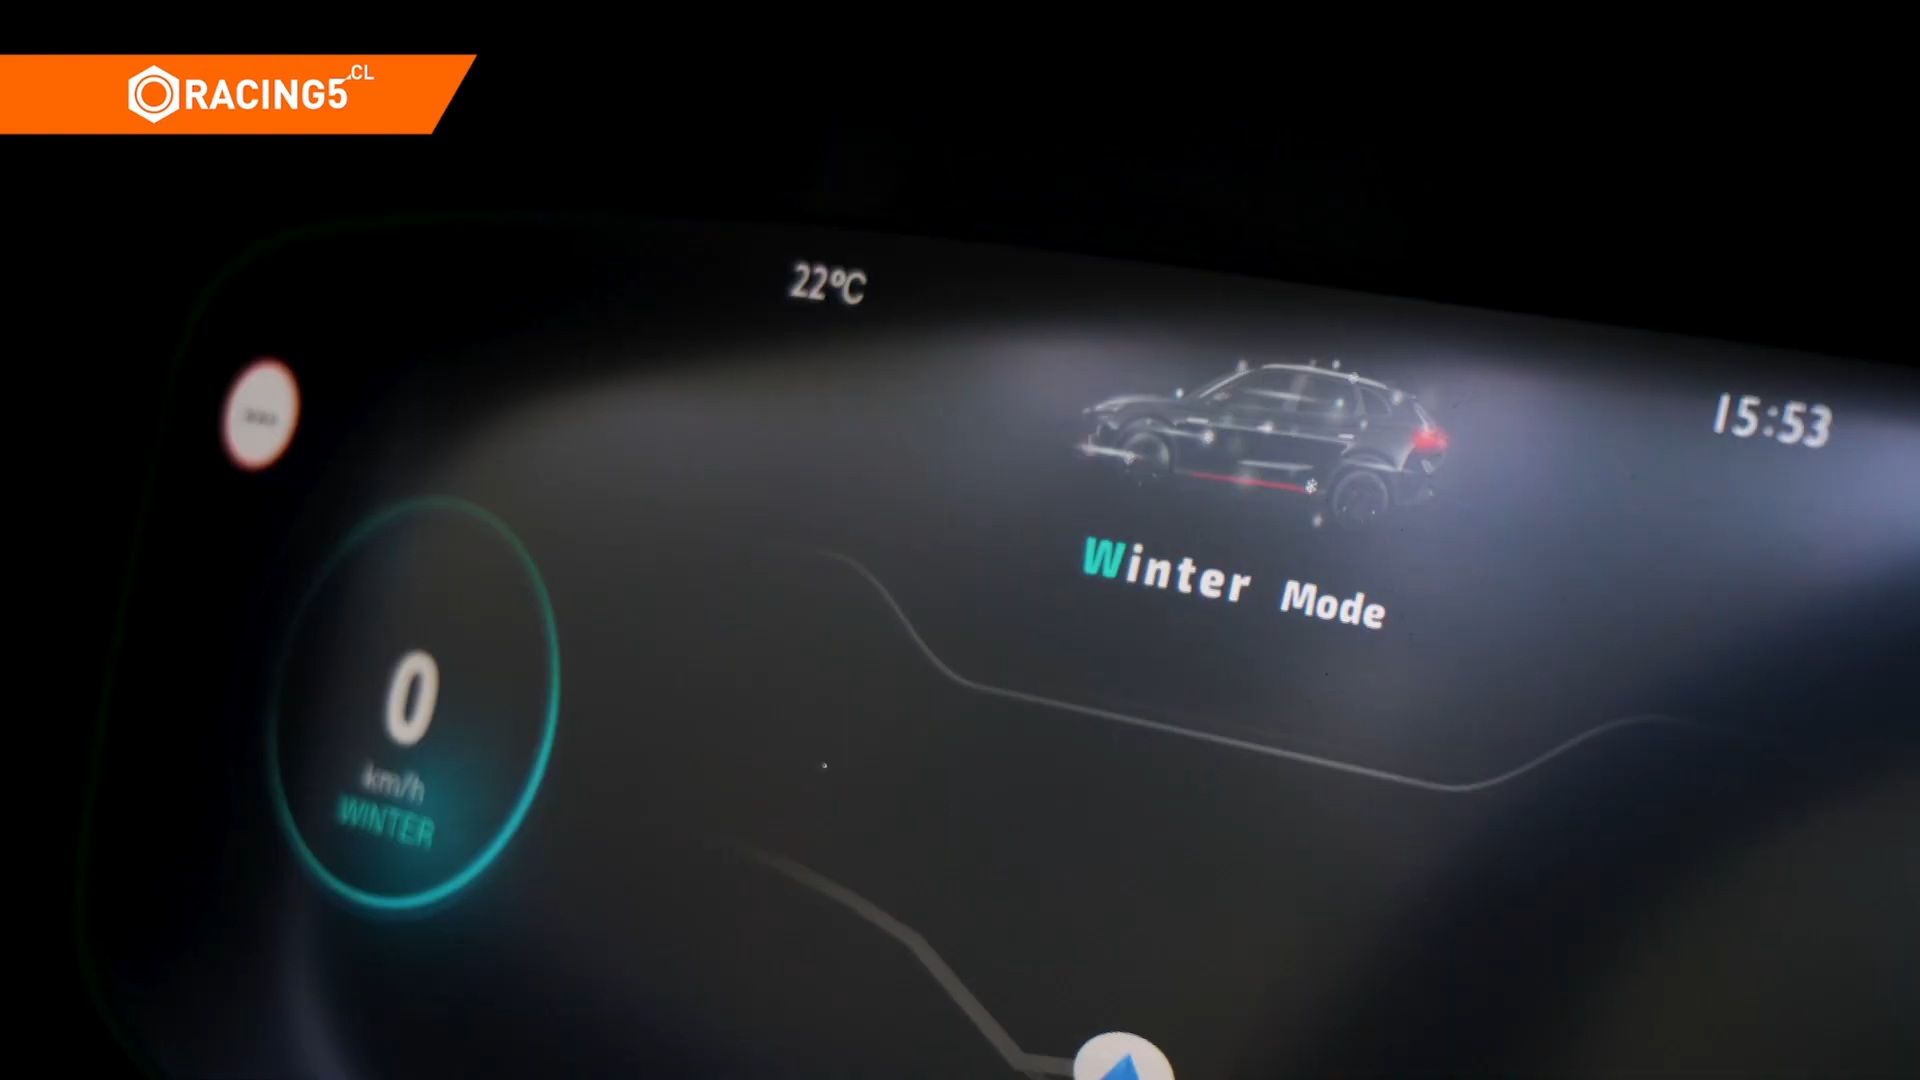 RACING5.CL
22°C
15:53
Winter Mode
0
km/h
WINTER